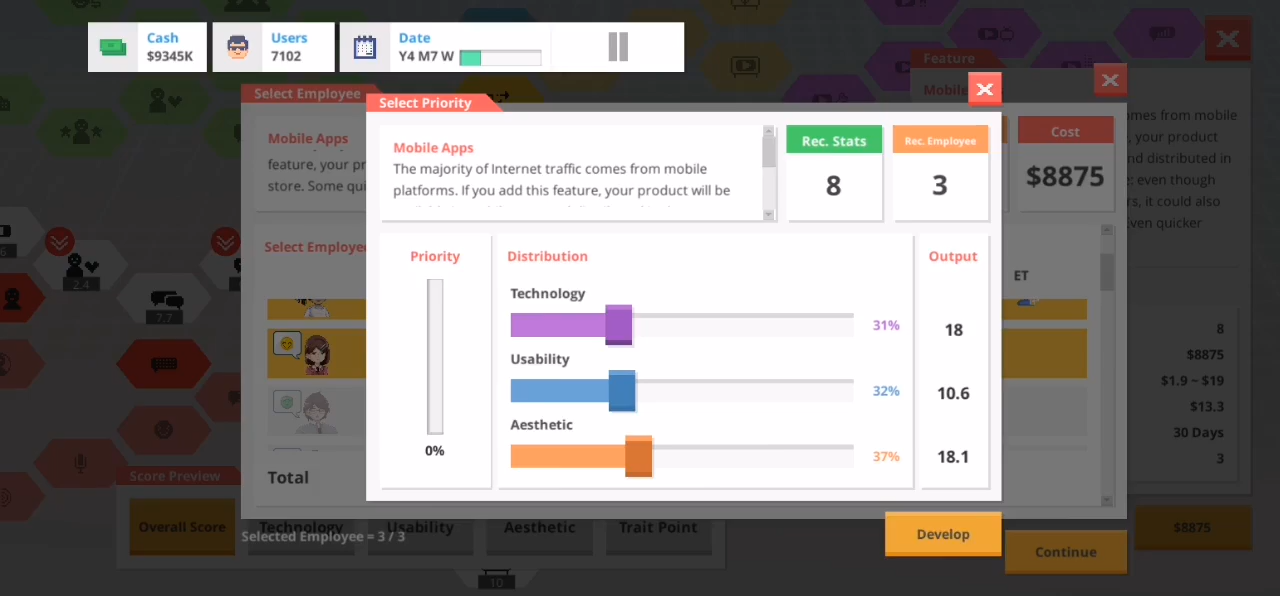 Cash
$9345K
Users
7102
Date
Y4 M7 W
Feature
Select Employee
Select Priority
Mobile Apps
feature, your pr
store. Some qui
Mobile Apps
The majority of Internet traffic comes from mobile
platforms. If you add this feature, your product will be
Rec. Stats
8
Rec. Employee
3
Cost
$8875
omes from mobile
, your product
nd distributed in
e: even though
rs, it could also
Even quicker
Select Employee
Priority
0%
Distribution
Technology
31%
Usability
32%
Aesthetic
37%
Output
18
10.6
18.1
ET
8
$8875
$1.9 ~ $19
$13.3
30 Days
3
2.4
7.7
Total
Score Preview
Overall Score
Technology
Usability
Aesthetic
Trait Point
Selected Employee = 3 / 3
Develop
Continue
$8875
10